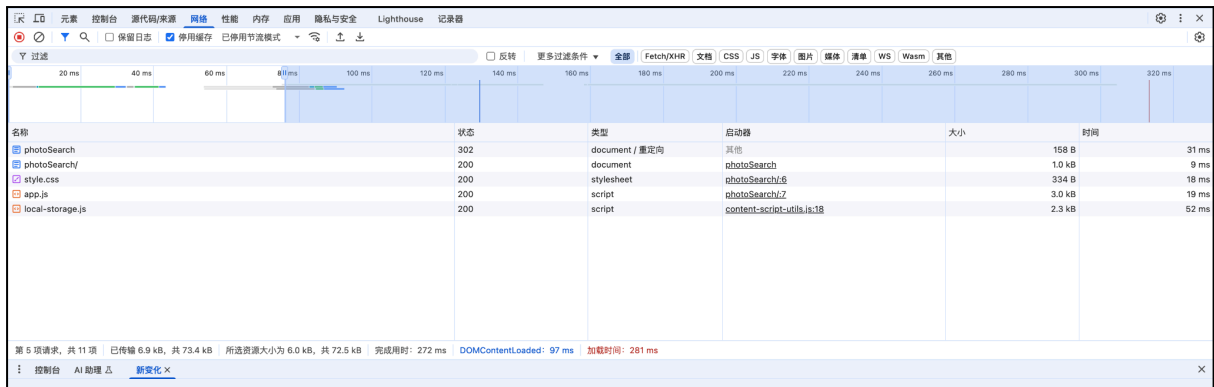 元素 控制台 源代码/来源 网络 性能 内存 应用 隐私与安全 Lighthouse 记录器
保留日志 停用缓存 已停用节流模式
过滤 反转 更多过滤条件 全部 Fetch/XHR 文档 CSS JS 字体 图片 媒体 清单 WS Wasm 其他
20 ms 40 ms 60 ms 80 ms 100 ms 120 ms 140 ms 160 ms 180 ms 200 ms 220 ms 240 ms 260 ms 280 ms 300 ms 320 ms
名称 状态 类型 启动器 大小 时间
photoSearch 302 document / 重定向 其他 158 B 31 ms
photoSearch/ 200 document photoSearch 1.0 kB 9 ms
style.css 200 stylesheet photoSearch/:6 334 B 18 ms
app.js 200 script photoSearch/:7 3.0 kB 19 ms
local-storage.js 200 script content-script-utils.js:18 2.3 kB 52 ms
第 5 项请求，共 11 项 已传输 6.9 kB，共 73.4 kB 所选资源大小为 6.0 kB，共 72.5 kB 完成用时：272 ms DOMContentLoaded：97 ms 加载时间：281 ms
控制台 AI 助理 新变化